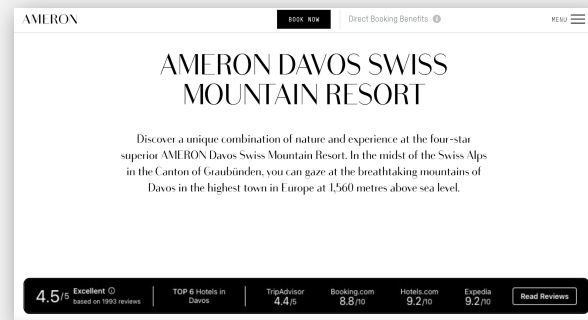 AMERON
BOOK NOW
Direct Booking Benefits
MENU
AMERON DAVOS SWISS
MOUNTAIN RESORT
Discover a unique combination of nature and experience at the four-star
superior AMERON Davos Swiss Mountain Resort. In the midst of the Swiss Alps
in the Canton of Graubünden, you can gaze at the breathtaking mountains of
Davos in the highest town in Europe at 1,560 metres above sea level.
4.5/5
Excellent
based on 1993 reviews
TOP 6 Hotels in
Davos
TripAdvisor
4.4/5
Booking.com
8.8/10
Hotels.com
9.2/10
Expedia
9.2/10
Read Reviews